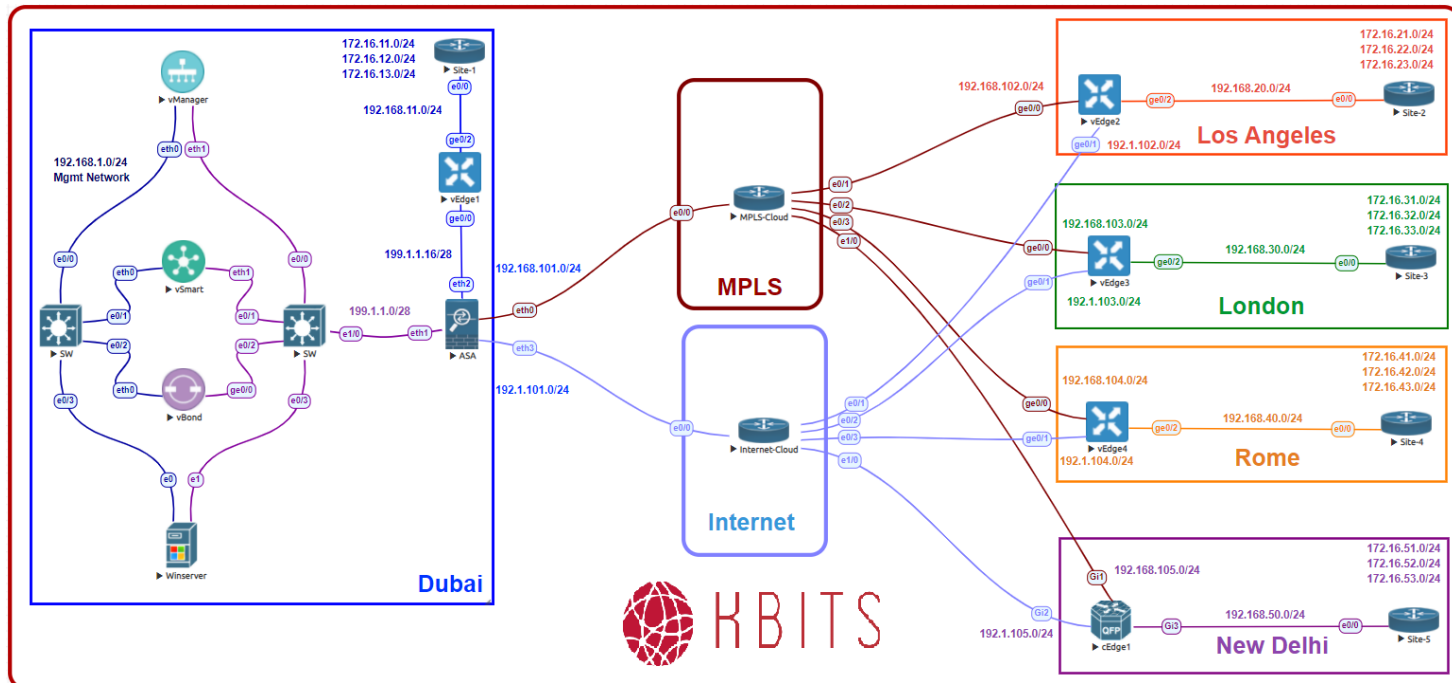 172.16.11.0/24
172.16.12.0/24
172.16.13.0/24
Site-1
e0/0
192.168.11.0/24
ge0/2
vEdge1
ge0/0
199.1.1.16/28
eth2
vManager
eth0
eth1
192.168.1.0/24
Mgmt Network
e0/0
e0/0
eth0
eth1
vSmart
e0/1
e0/1
SW
SW
e0/2
e0/2
eth0
ge0/0
vBond
e0/3
e0/3
e0
e1
Winserver
199.1.1.0/28
e1/0
eth1
ASA
192.168.101.0/24
eth0
eth3
192.1.101.0/24
Dubai
e0/0
MPLS-Cloud
e0/1
e0/2
e0/3
e1/0
MPLS
e0/0
Internet-Cloud
e0/1
e0/2
e0/3
e1/0
Internet
KBITS
192.168.102.0/24
ge0/0
vEdge2
ge0/1
192.1.102.0/24
ge0/2
192.168.20.0/24
e0/0
172.16.21.0/24
172.16.22.0/24
172.16.23.0/24
Site-2
Los Angeles
192.168.103.0/24
ge0/0
vEdge3
ge0/1
192.1.103.0/24
ge0/2
192.168.30.0/24
e0/0
172.16.31.0/24
172.16.32.0/24
172.16.33.0/24
Site-3
London
192.168.104.0/24
ge0/0
vEdge4
ge0/1
192.1.104.0/24
ge0/2
192.168.40.0/24
e0/0
172.16.41.0/24
172.16.42.0/24
172.16.43.0/24
Site-4
Rome
Gi1
192.168.105.0/24
Gi2
192.1.105.0/24
QFP
cEdge1
Gi3
192.168.50.0/24
e0/0
172.16.51.0/24
172.16.52.0/24
172.16.53.0/24
Site-5
New Delhi